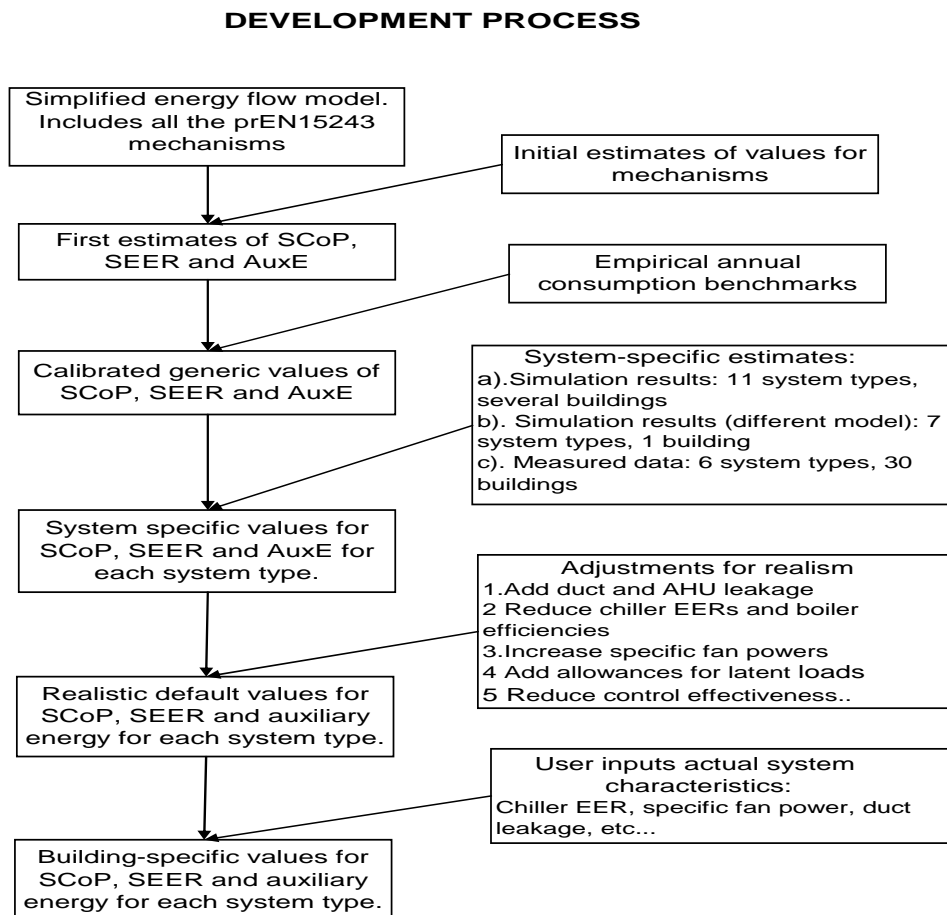 DEVELOPMENT PROCESS
Simplified energy flow model.
Includes all the prEN15243
mechanisms
Initial estimates of values for
mechanisms
First estimates of SCoP,
SEER and AuxE
Empirical annual
consumption benchmarks
Calibrated generic values of
SCoP, SEER and AuxE
System-specific estimates:
a).Simulation results: 11 system types,
several buildings
b). Simulation results (different model): 7
system types, 1 building
c). Measured data: 6 system types, 30
buildings
System specific values for
SCoP, SEER and AuxE for
each system type.
Adjustments for realism
1.Add duct and AHU leakage
2 Reduce chiller EERs and boiler
efficiencies
3.Increase specific fan powers
4 Add allowances for latent loads
5 Reduce control effectiveness..
Realistic default values for
SCoP, SEER and auxiliary
energy for each system type.
User inputs actual system
characteristics:
Chiller EER, specific fan power, duct
leakage, etc...
Building-specific values for
SCoP, SEER and auxiliary
energy for each system type.